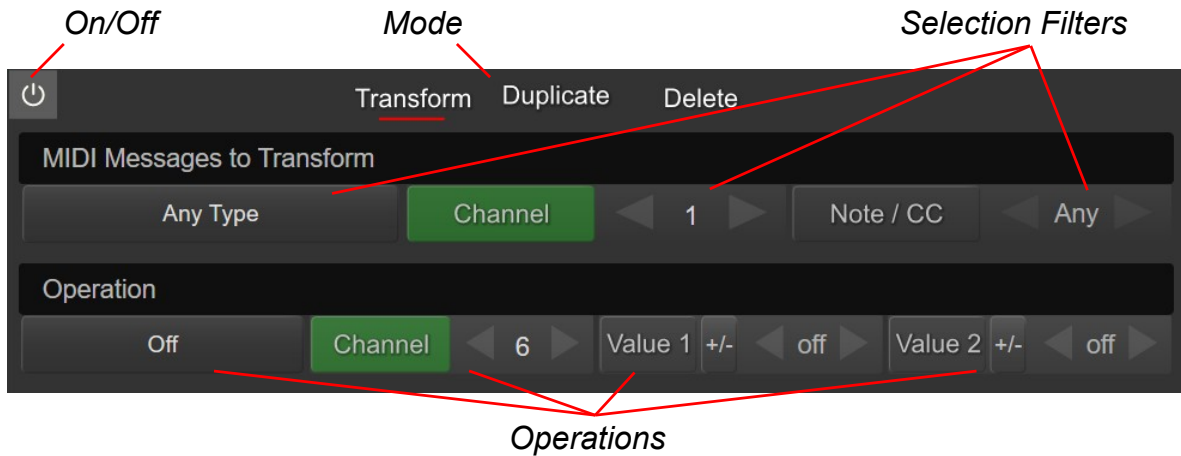 On/Off Mode Selection Filters
Transform Duplicate Delete
MIDI Messages to Transform
Any Type Channel 1 Note / CC Any
Operation
Off Channel 6 Value 1 +/- off Value 2 +/- off
Operations